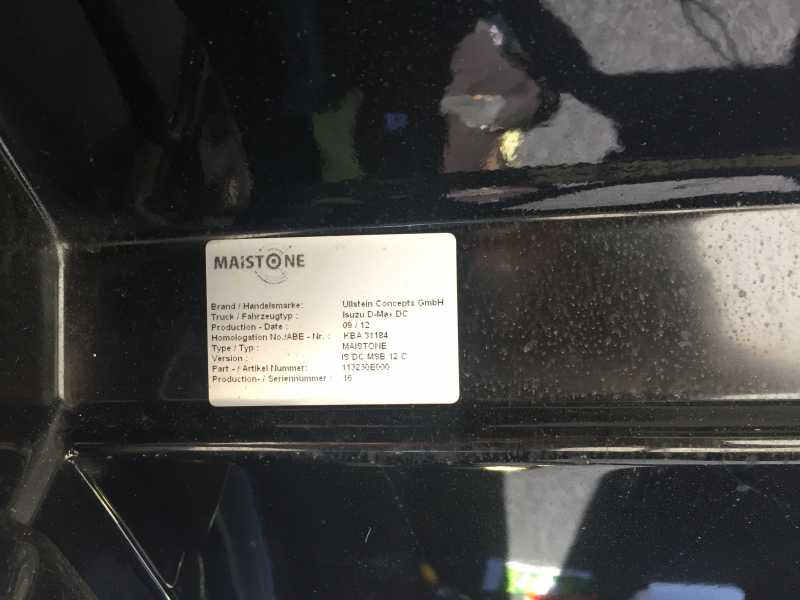 MAISTONE
Brand / Handelsmarke: Ullstein Concepts GmbH
Truck / Fahrzeugtyp : Isuzu D-Max DC
Production - Date : 09 / 12
Homologation No./ABE - Nr. : KBA 31184
Type / Typ : MAISTONE
Version : IS DC MSB 12 C
Part - / Artikel Nummer: 113230E000
Production- / Seriennummer : 16